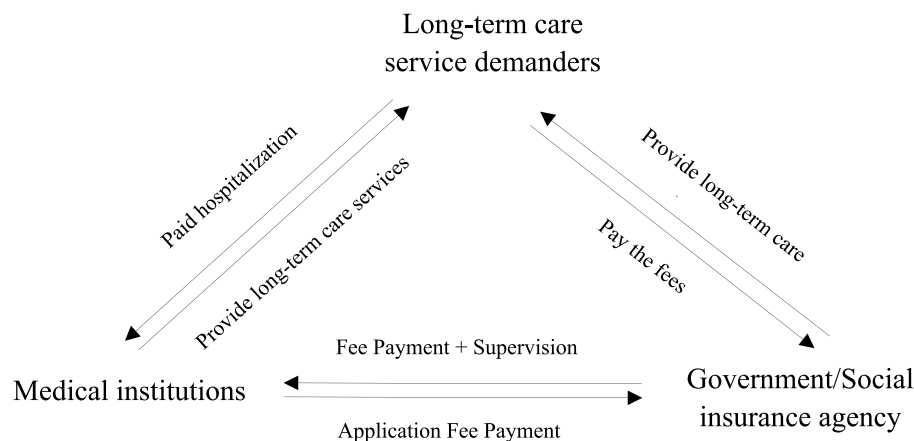 Long-term care
service demanders
Paid hospitalization
Provide long-term care services
Provide long-term care
Pay the fees
Fee Payment + Supervision
Medical institutions
Government/Social
insurance agency
Application Fee Payment